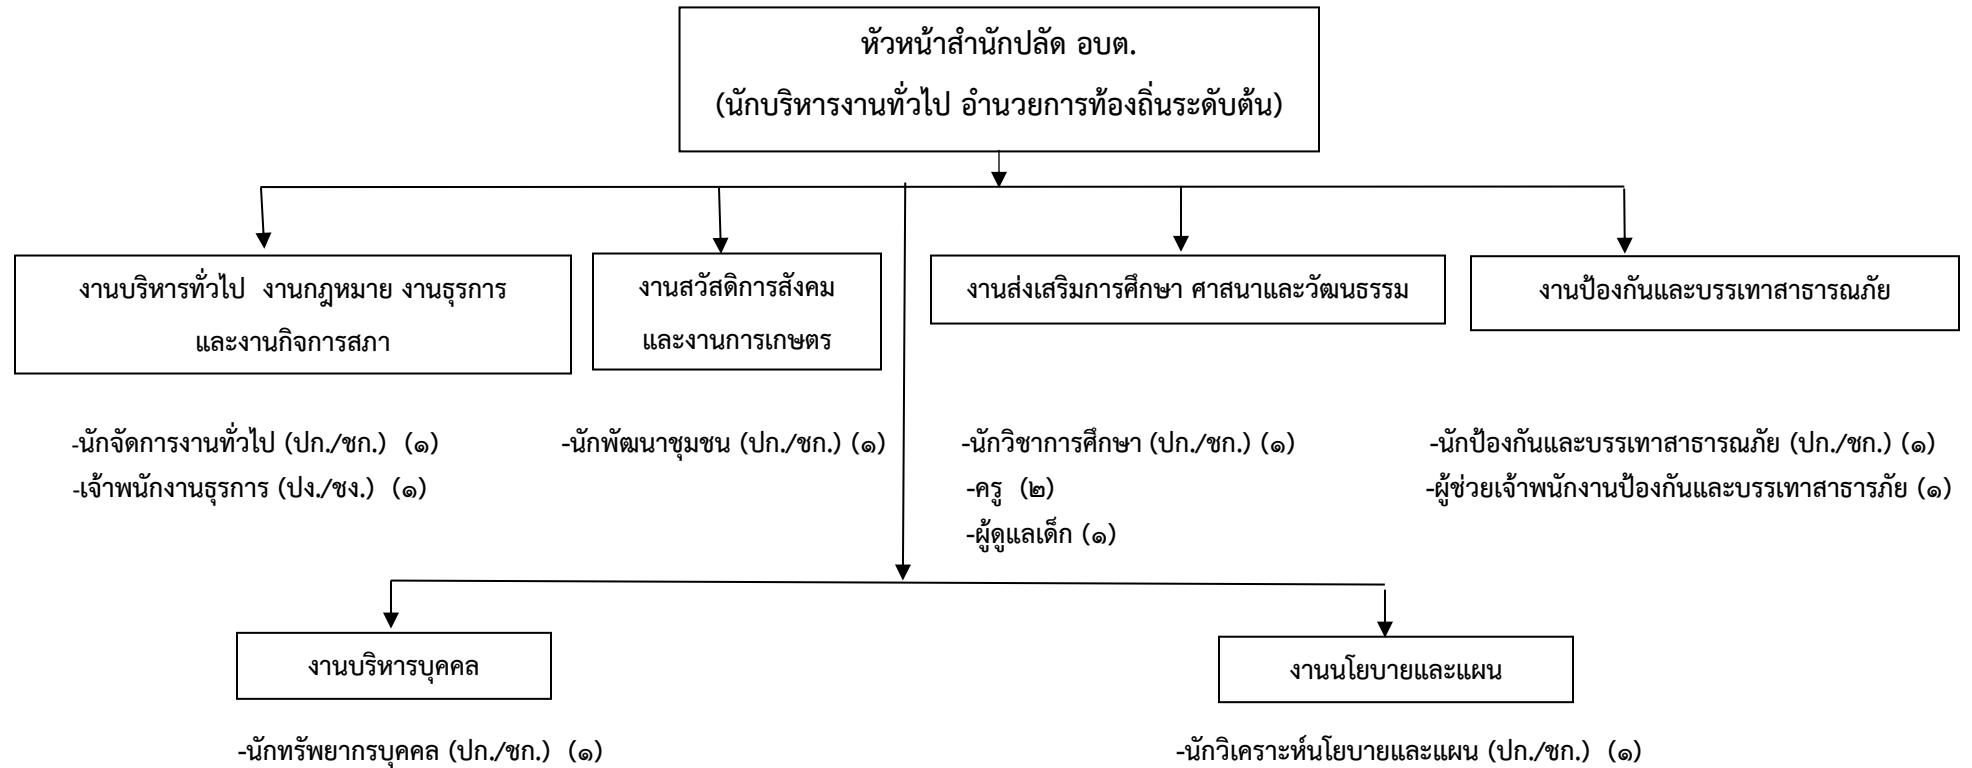 หัวหน้าสำนักปลัด อบต.
(นักบริหารงานทั่วไป อำนวยการท้องถิ่นระดับต้น)
งานบริหารทั่วไป งานกฎหมาย งานธุรการ
และงานกิจการสภา
งานสวัสดิการสังคม
และงานการเกษตร
งานส่งเสริมการศึกษา ศาสนาและวัฒนธรรม
งานป้องกันและบรรเทาสาธารณภัย
-นักจัดการงานทั่วไป (ปก./ชก.) (๑)
-เจ้าพนักงานธุรการ (ปง./ชง.) (๑)
-นักพัฒนาชุมชน (ปก./ชก.) (๑)
-นักวิชาการศึกษา (ปก./ชก.) (๑)
-ครู (๒)
-ผู้ดูแลเด็ก (๑)
-นักป้องกันและบรรเทาสาธารณภัย (ปก./ชก.) (๑)
-ผู้ช่วยเจ้าพนักงานป้องกันและบรรเทาสาธารภัย (๑)
งานบริหารบุคคล
งานนโยบายและแผน
-นักทรัพยากรบุคคล (ปก./ชก.) (๑)
-นักวิเคราะห์นโยบายและแผน (ปก./ชก.) (๑)